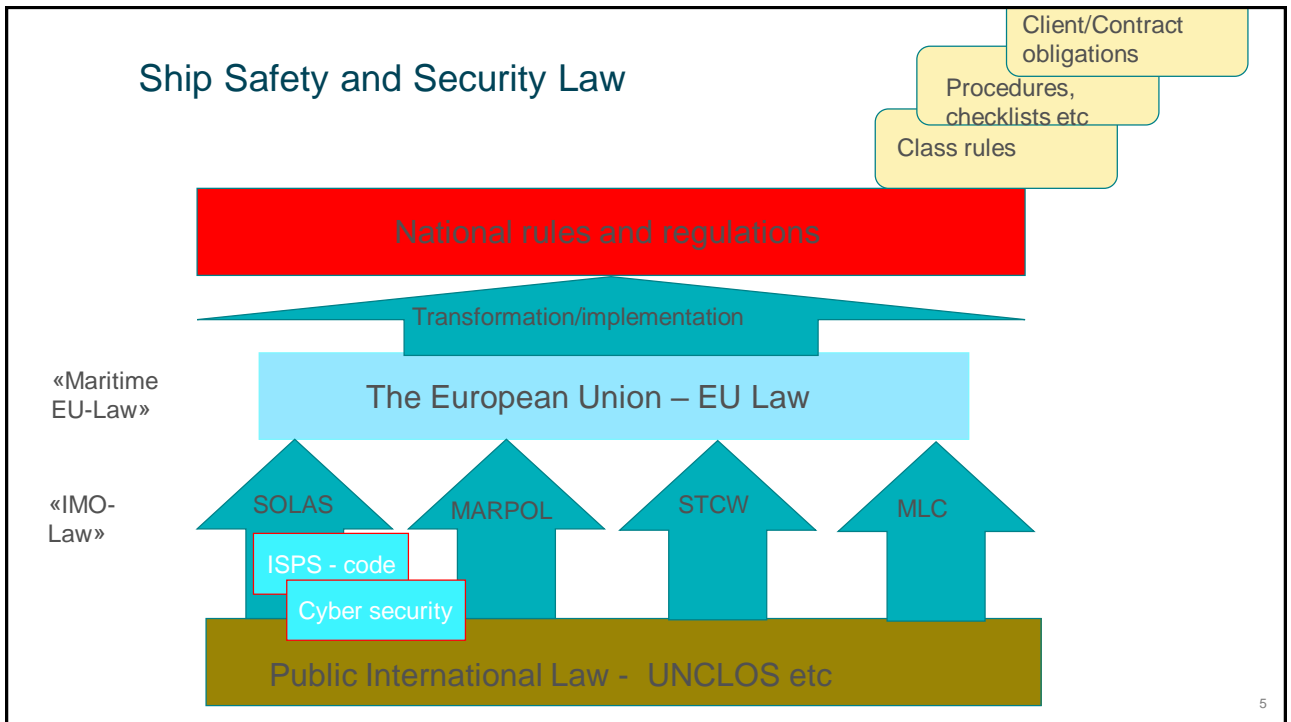 Client/Contract
obligations
Ship Safety and Security Law
Procedures,
checklists etc
Class rules
National rules and regulations
Transformation/implementation
«Maritime
EU-Law»
The European Union – EU Law
«IMO-
Law»
SOLAS
MARPOL
STCW
MLC
ISPS - code
Cyber security
Public International Law - UNCLOS etc
5